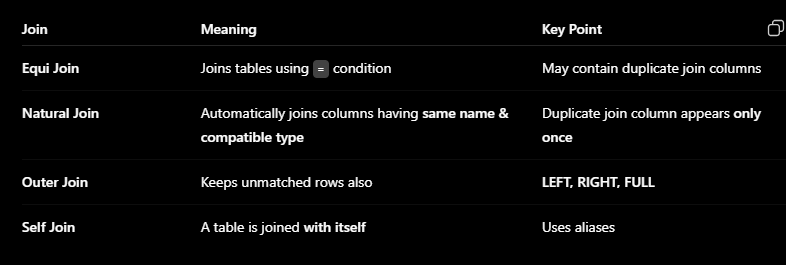 Join Meaning Key Point
Equi Join Joins tables using = condition May contain duplicate join columns
Natural Join Automatically joins columns having same name & compatible type Duplicate join column appears only once
Outer Join Keeps unmatched rows also LEFT, RIGHT, FULL
Self Join A table is joined with itself Uses aliases